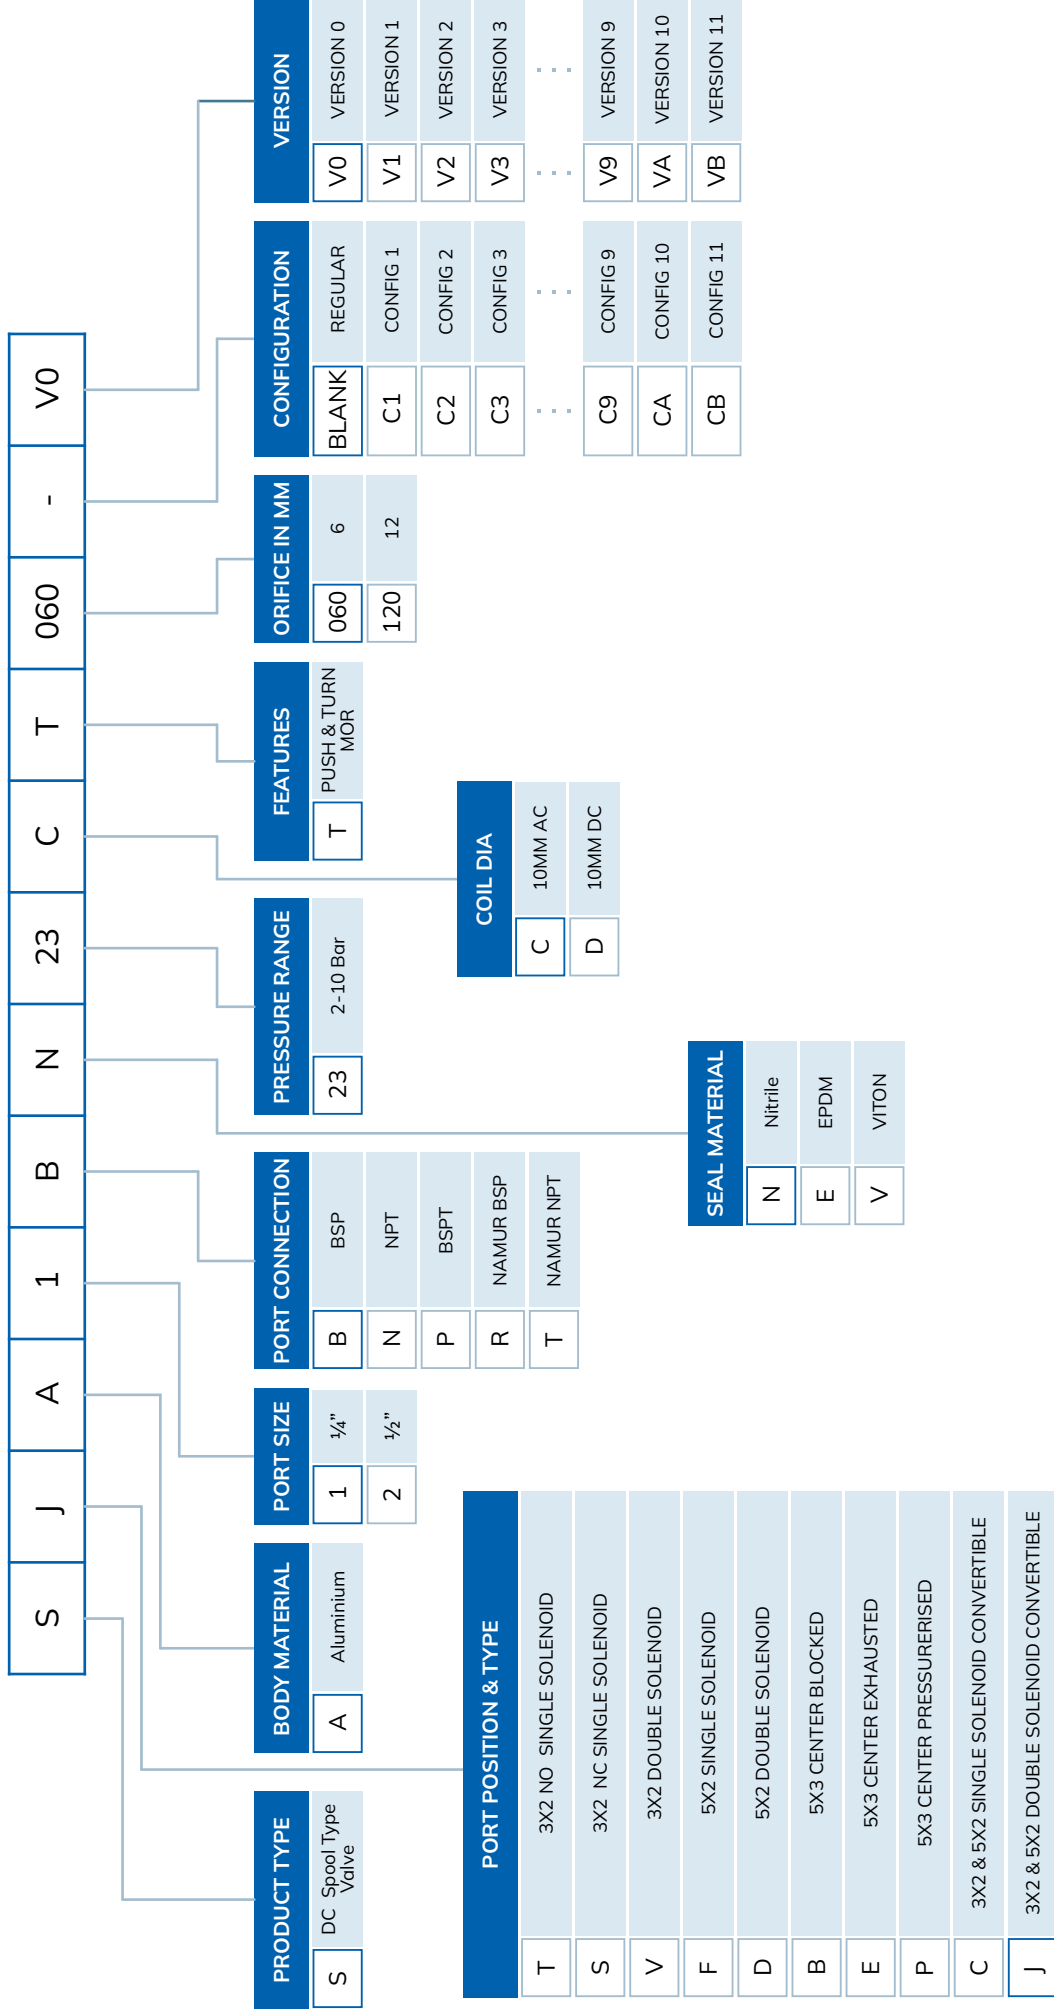 S J A 1 B N 23 C T 060 - V0
PRODUCT TYPE
S DC Spool Type
Valve
BODY MATERIAL
A Aluminium
PORT SIZE
1 ¼”
2 ½”
PORT CONNECTION
B BSP
N NPT
P BSPT
R NAMUR BSP
T NAMUR NPT
PRESSURE RANGE
23 2-10 Bar
FEATURES
T PUSH & TURN
MOR
ORIFICE IN MM
060 6
120 12
CONFIGURATION
BLANK REGULAR
C1 CONFIG 1
C2 CONFIG 2
C3 CONFIG 3
... ...
C9 CONFIG 9
CA CONFIG 10
CB CONFIG 11
VERSION
V0 VERSION 0
V1 VERSION 1
V2 VERSION 2
V3 VERSION 3
... ...
V9 VERSION 9
VA VERSION 10
VB VERSION 11
PORT POSITION & TYPE
T 3X2 NO SINGLE SOLENOID
S 3X2 NC SINGLE SOLENOID
V 3X2 DOUBLE SOLENOID
F 5X2 SINGLE SOLENOID
D 5X2 DOUBLE SOLENOID
B 5X3 CENTER BLOCKED
E 5X3 CENTER EXHAUSTED
P 5X3 CENTER PRESSURERISED
C 3X2 & 5X2 SINGLE SOLENOID CONVERTIBLE
J 3X2 & 5X2 DOUBLE SOLENOID CONVERTIBLE
COIL DIA
C 10MM AC
D 10MM DC
SEAL MATERIAL
N Nitrile
E EPDM
V VITON